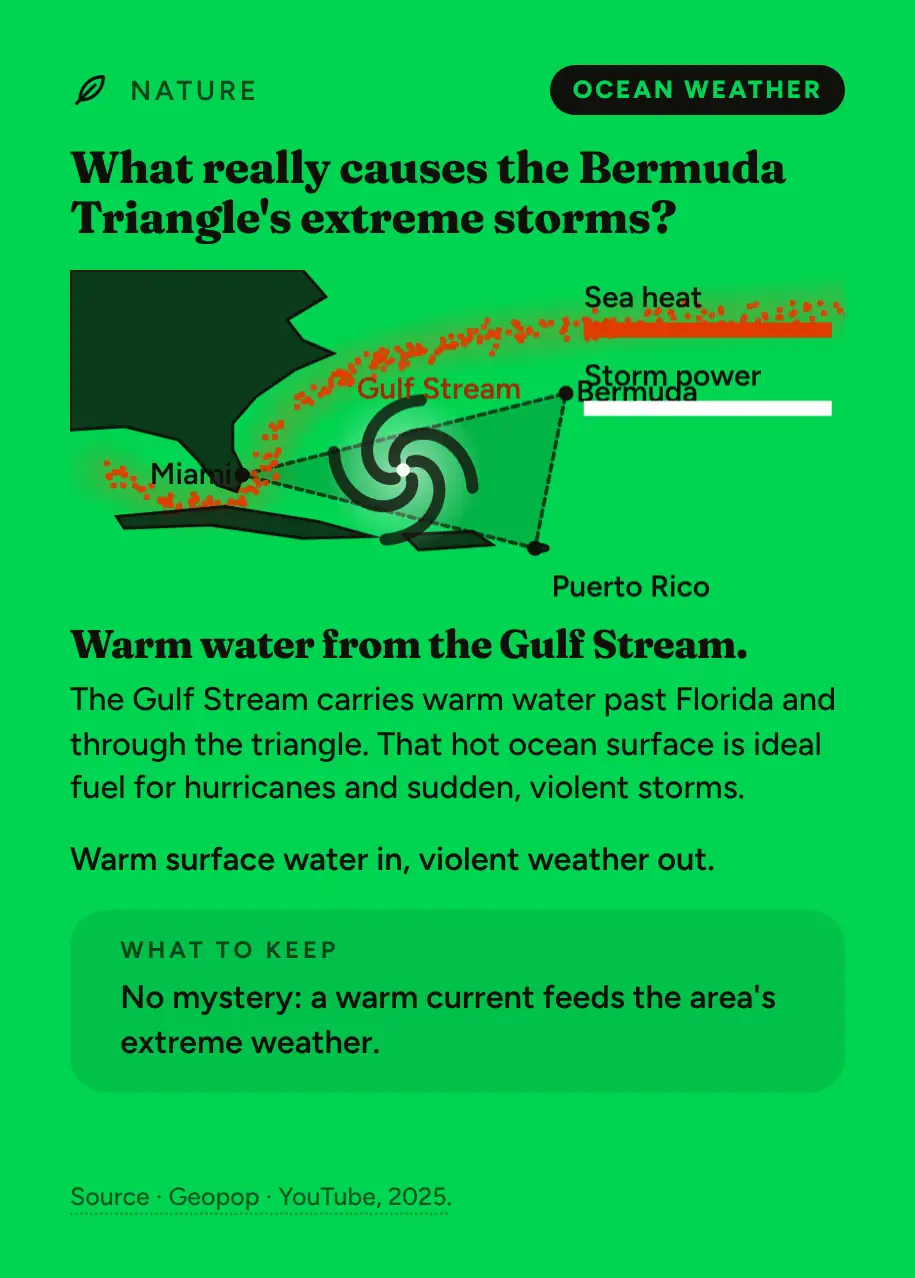 NATURE
OCEAN WEATHER
What really causes the Bermuda
Triangle's extreme storms?
Sea heat
Storm power
Gulf Stream
Bermuda
Miami
Puerto Rico
Warm water from the Gulf Stream.
The Gulf Stream carries warm water past Florida and
through the triangle. That hot ocean surface is ideal
fuel for hurricanes and sudden, violent storms.
Warm surface water in, violent weather out.
WHAT TO KEEP
No mystery: a warm current feeds the area's
extreme weather.
Source · Geopop · YouTube, 2025.